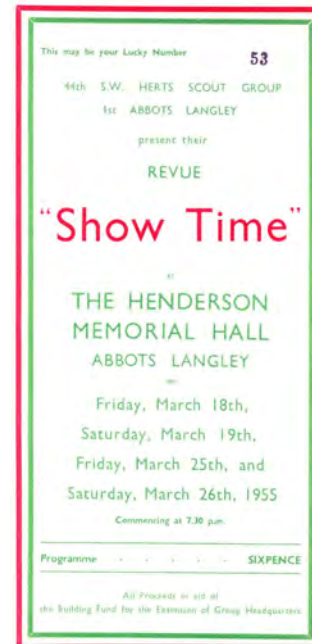 This may be your Lucky Number 53
44th S.W. HERTS SCOUT GROUP
1st ABBOTS LANGLEY
present their
REVUE
"Show Time"
at
THE HENDERSON
MEMORIAL HALL
ABBOTS LANGLEY
on
Friday, March 18th,
Saturday, March 19th,
Friday, March 25th, and
Saturday, March 26th, 1955
Commencing at 7.30 p.m.
Programme - - - - - SIXPENCE
All Proceeds in aid of
the Building Fund for the Extension of Group Headquarters